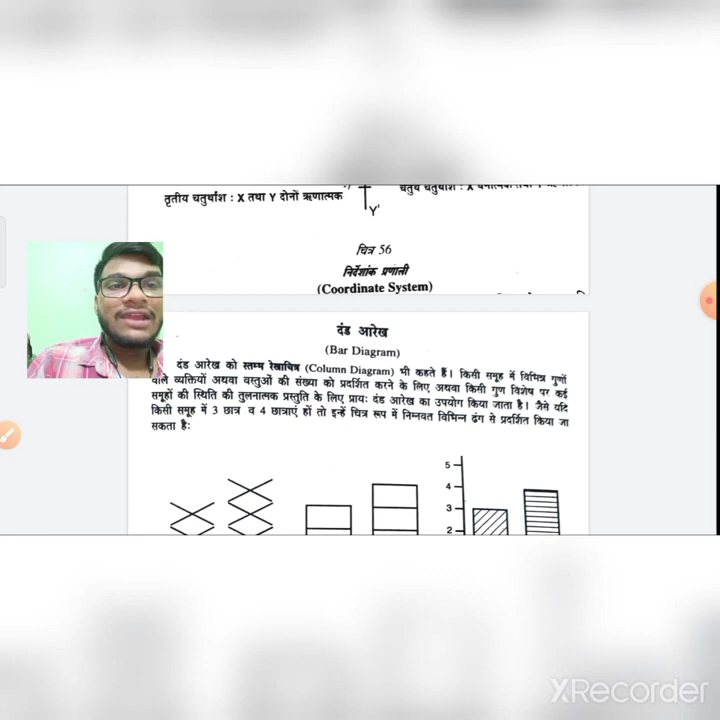 तृतीय चतुर्थांश : X तथा Y दोनों ऋणात्मक
Y'
चतुर्थ चतुर्थांश : X
चित्र 56
निर्देशांक प्रणाली
(Coordinate System)
दंड आरेख
(Bar Diagram)
दंड आरेख को स्तम्भ रेखाचित्र (Column Diagram) भी कहते हैं। किसी समूह में विभिन्न गुणों
वाले व्यक्तियों अथवा वस्तुओं की संख्या को प्रदर्शित करने के लिए अथवा किसी गुण विशेष पर कई
समूहों की स्थिति की तुलनात्मक प्रस्तुति के लिए प्रायः दंड आरेख का उपयोग किया जाता है। जैसे यदि
किसी समूह में 3 छात्र व 4 छात्राएं हों तो इन्हें चित्र रूप में निम्नवत विभिन्न ढंग से प्रदर्शित किया जा
सकता है:
5
4
3
2
XRecorder